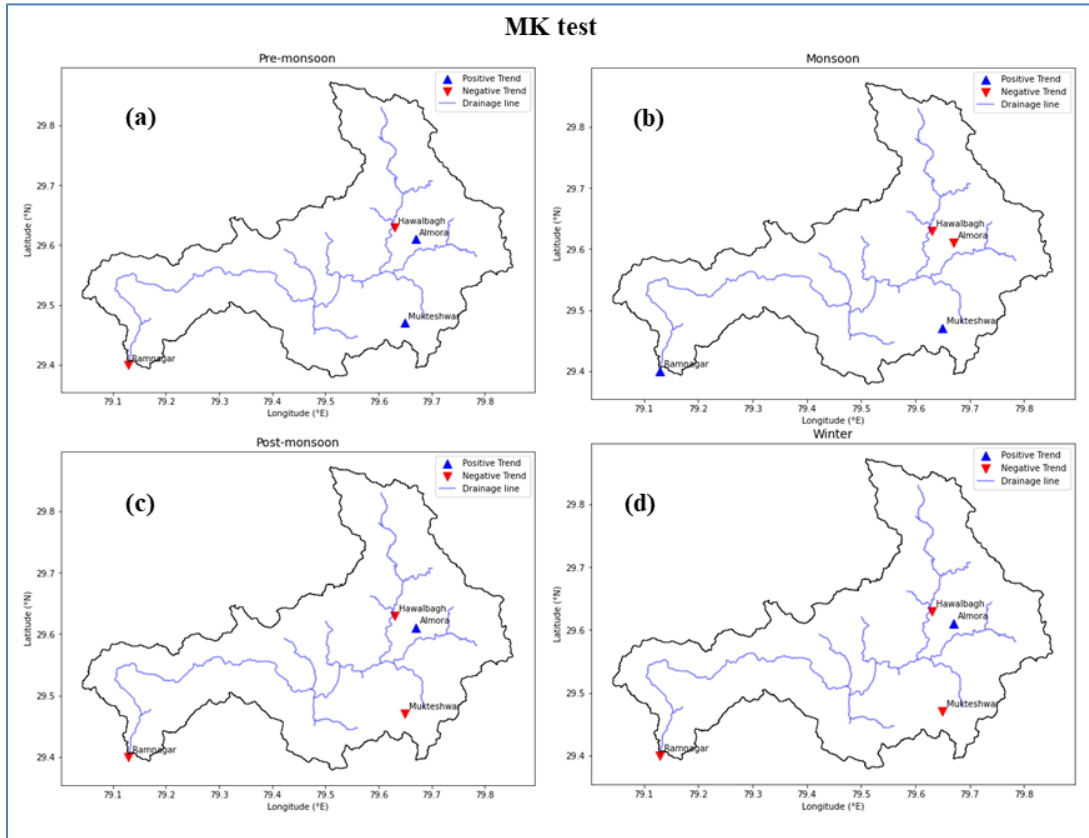 MK test
Pre-monsoon
(a)
Positive Trend
Negative Trend
Drainage line
Hawalbagh
Almora
Mukteshwar
Ramnagar
29.8
29.7
29.6
29.5
29.4
Latitude (°N)
79.1 79.2 79.3 79.4 79.5 79.6 79.7 79.8
Longitude (°E)
Monsoon
(b)
Positive Trend
Negative Trend
Drainage line
Hawalbagh
Almora
Mukteshwar
Ramnagar
29.8
29.7
29.6
29.5
29.4
Latitude (°N)
79.1 79.2 79.3 79.4 79.5 79.6 79.7 79.8
Longitude (°E)
Post-monsoon
(c)
Positive Trend
Negative Trend
Drainage line
Hawalbagh
Almora
Mukteshwar
Ramnagar
29.8
29.7
29.6
29.5
29.4
Latitude (°N)
79.1 79.2 79.3 79.4 79.5 79.6 79.7 79.8
Longitude (°E)
Winter
(d)
Positive Trend
Negative Trend
Drainage line
Hawalbagh
Almora
Mukteshwar
Ramnagar
29.8
29.7
29.6
29.5
29.4
Latitude (°N)
79.1 79.2 79.3 79.4 79.5 79.6 79.7 79.8
Longitude (°E)